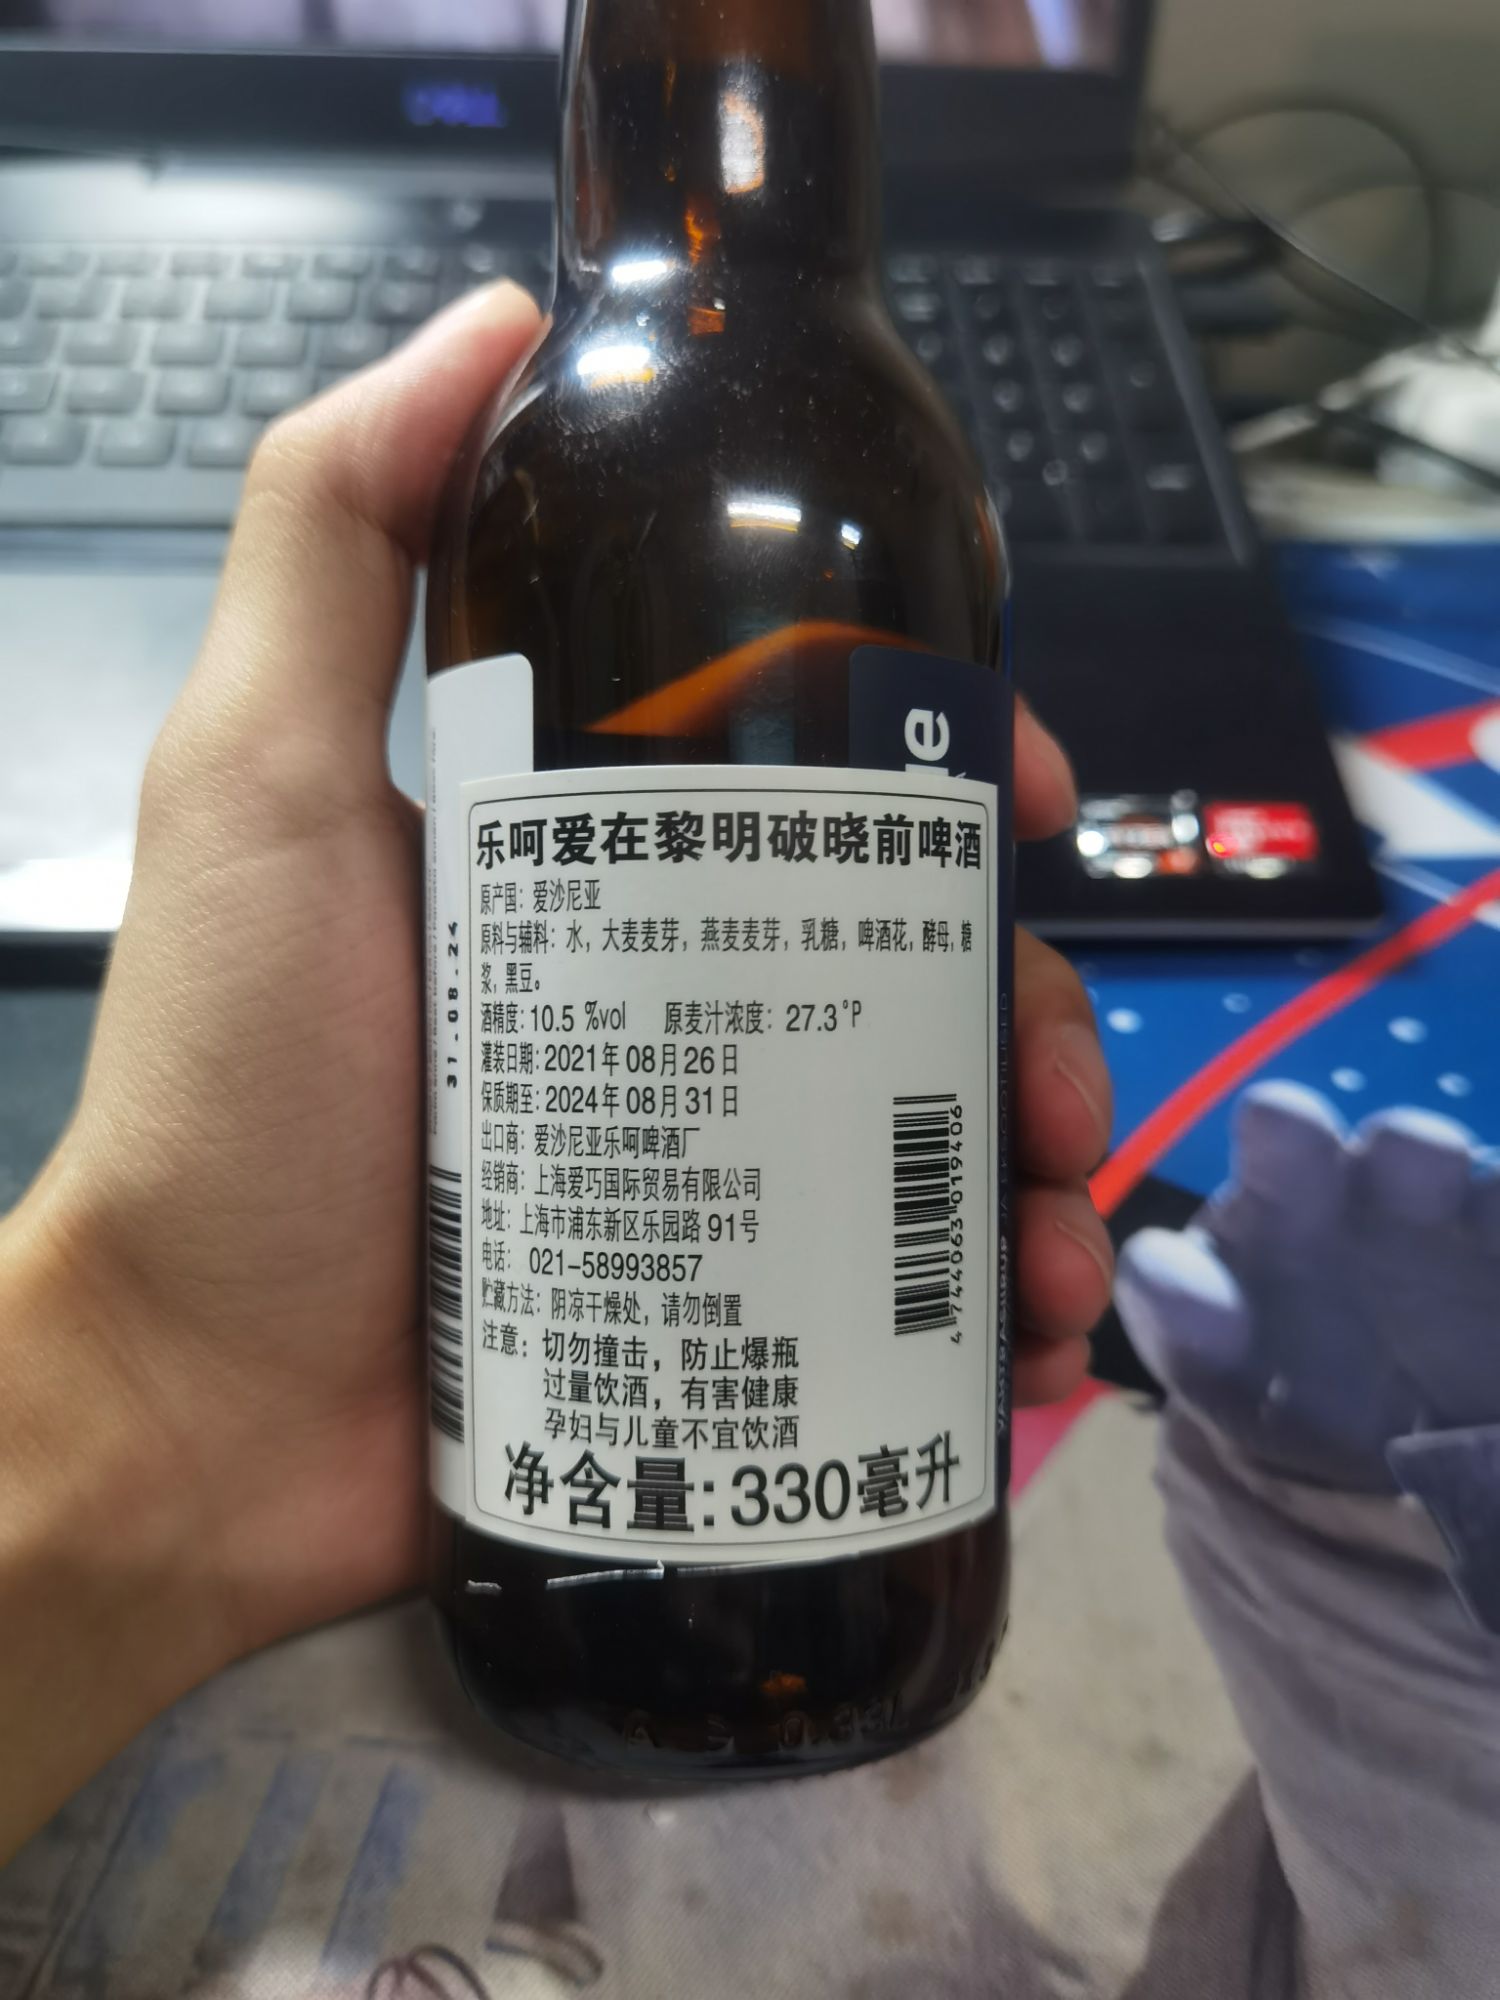 乐呵爱在黎明破晓前啤酒
原产国：爱沙尼亚
原料与辅料：水，大麦麦芽，燕麦麦芽，乳糖，啤酒花，酵母，糖
浆，黑豆。
酒精度：10.5 %vol 原麦汁浓度：27.3°P
灌装日期：2021年08月26日
保质期至：2024年08月31日
出口商：爱沙尼亚乐呵啤酒厂
经销商：上海爱巧国际贸易有限公司
地址：上海市浦东新区乐园路91号
电话： 021-58993857
贮藏方法：阴凉干燥处，请勿倒置
注意：切勿撞击，防止爆瓶
过量饮酒，有害健康
孕妇与儿童不宜饮酒
净含量：330毫升
4 744063 019406
31.08.24
0.33L